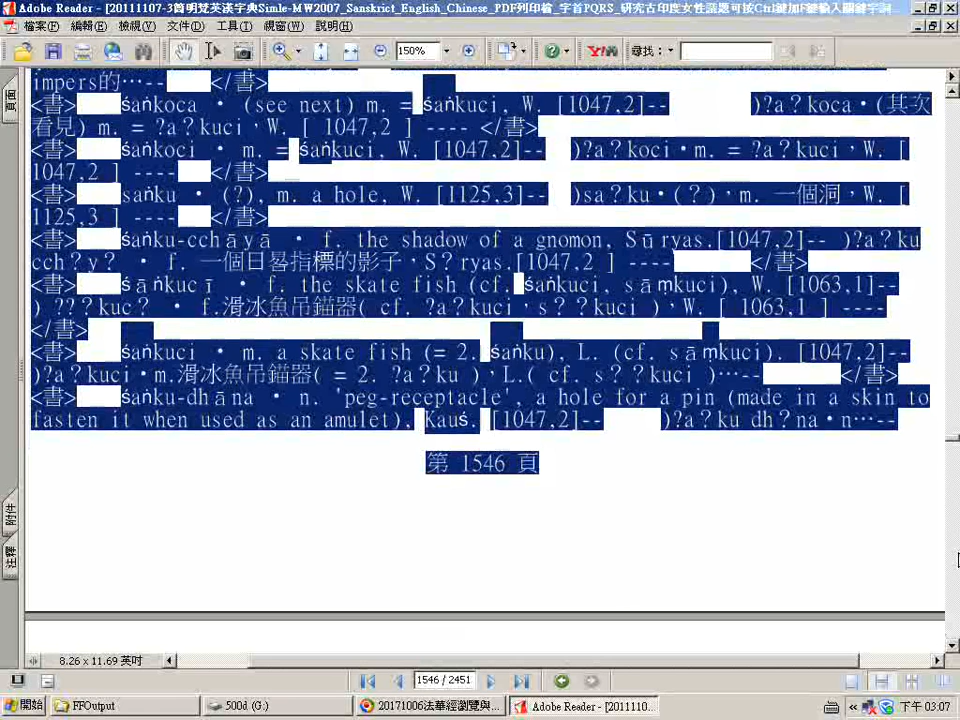 Adobe Reader - [20111107-3簡明梵英漢字典Simle-MW2007_Sanskrict_English_Chinese_PDF列印檔_字首PQRS_研究古印度女性議題可按Ctrl鍵加F鍵輸入關鍵字詞
檔案(F) 編輯(E) 檢視(V) 文件(D) 工具(T) 視窗(W) 說明(H)
150% 尋找：
頁面
impers的…-- </書>
<書> śaṅkoca • (see next) m. = śaṅkuci, W. [1047,2]-- )?a?koca•(其次
看見) m. = ?a?kuci，W. [ 1047,2 ] ---- </書>
<書> śaṅkoci • m. = śaṅkuci, W. [1047,2]-- )?a?koci•m. = ?a?kuci，W. [
1047,2 ] ---- </書>
<書> saṅku • (?), m. a hole, W. [1125,3]-- )sa?ku•(?)，m. 一個洞，W. [
1125,3 ] ---- </書>
<書> śaṅku-cchāyā • f. the shadow of a gnomon, Sūryas.[1047,2]-- )?a?ku
cch?y? • f. 一個日晷指標的影子，S?ryas.[1047,2 ] ---- </書>
<書> śāṅkucī • f. the skate fish (cf. śaṅkuci, sāṃkuci), W. [1063,1]--
) ???kuc? • f.滑冰魚吊錨器( cf. ?a?kuci，s??kuci )，W. [ 1063,1 ] ----
</書>
<書> śaṅkuci • m. a skate fish (= 2. śaṅku), L. (cf. sāṃkuci). [1047,2]--
)?a?kuci•m.滑冰魚吊錨器( = 2. ?a?ku )，L.( cf. s??kuci )…-- </書>
<書> śaṅku-dhāna • n. 'peg-receptacle', a hole for a pin (made in a skin to
fasten it when used as an amulet), Kauś. [1047,2]-- )?a?ku dh?na•n…--
第 1546 頁
附件
注釋
8.26 x 11.69 英吋
1546 / 2451
開始 FFOutput 500d (G:) 20171006法華經瀏覽與... Adobe Reader - [2011110... 下午 03:07